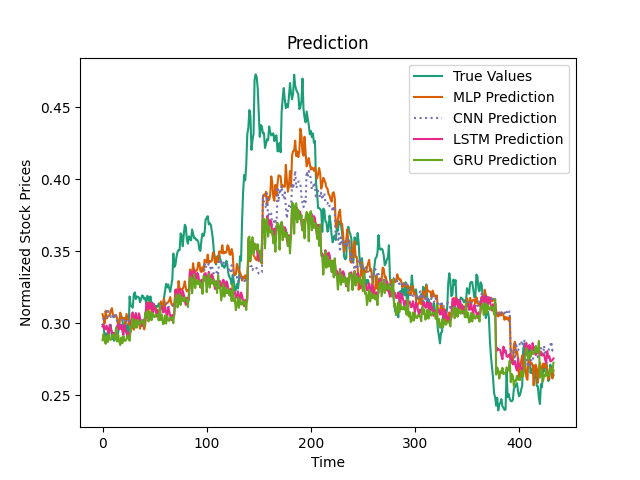 Prediction
True Values
MLP Prediction
CNN Prediction
LSTM Prediction
GRU Prediction
Normalized Stock Prices
0.45
0.40
0.35
0.30
0.25
0 100 200 300 400
Time